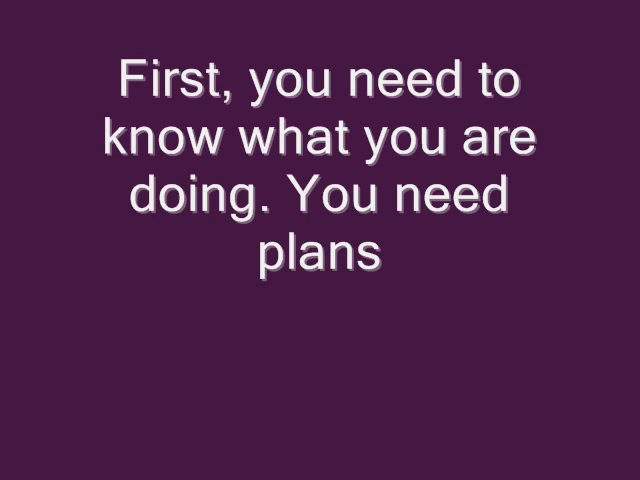 First, you need to
know what you are
doing. You need
plans